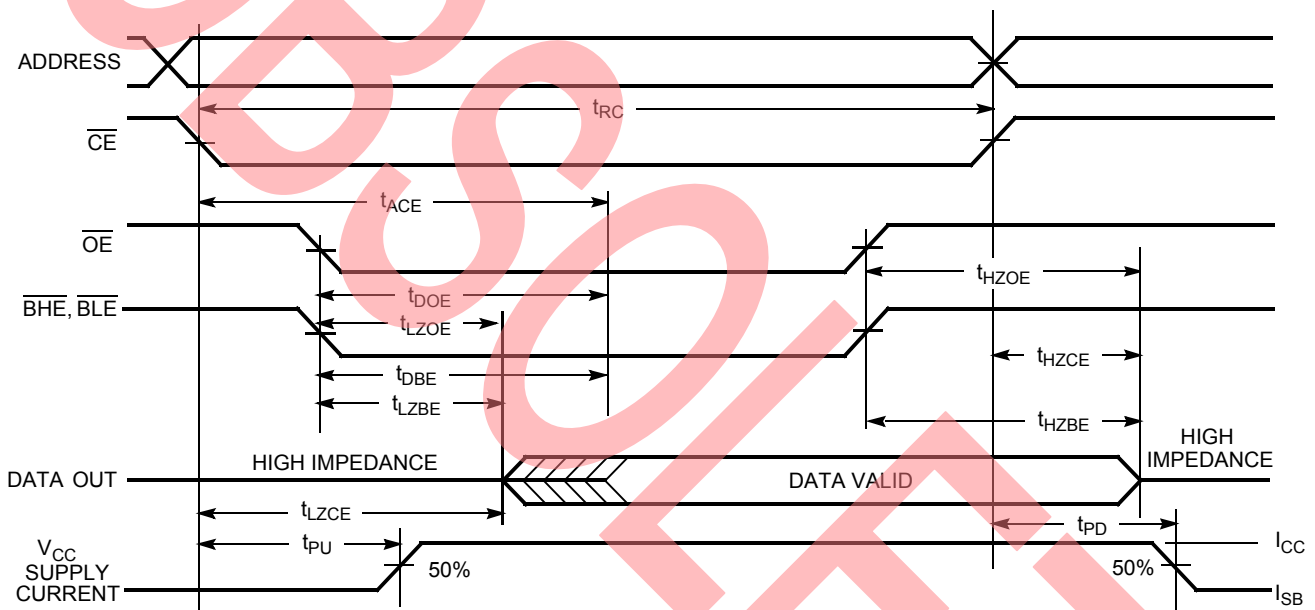 ADDRESS
tRC
CE
tACE
OE
tHZOE
tDOE
BHE, BLE
tLZOE
tHZCE
tDBE
tLZBE
tHZBE
HIGH IMPEDANCE
HIGH
IMPEDANCE
DATA OUT
DATA VALID
tLZCE
tPD
tPU
VCC
SUPPLY
CURRENT
50%
50%
ICC
ISB